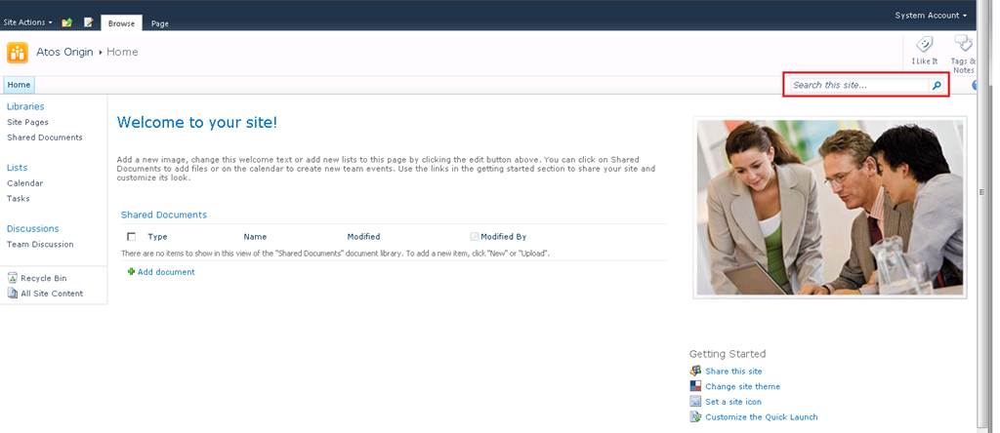 Site Actions
Browse
Page
System Account
Atos Origin
Home
I Like It
Tags &
Notes
Home
Search this site...
Libraries
Site Pages
Shared Documents
Lists
Calendar
Tasks
Discussions
Team Discussion
Recycle Bin
All Site Content
Welcome to your site!
Add a new image, change this welcome text or add new lists to this page by clicking the edit button above. You can click on Shared
Documents to add files or on the calendar to create new team events. Use the links in the getting started section to share your site and
customize its look.
Shared Documents
Type Name Modified Modified By
There are no items to show in this view of the "Shared Documents" document library. To add a new item, click "New" or "Upload".
Add document
Getting Started
Share this site
Change site theme
Set a site icon
Customize the Quick Launch